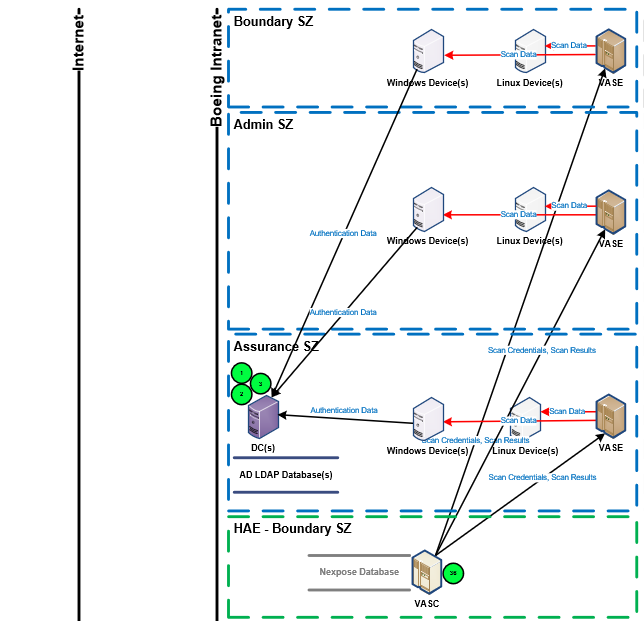 Internet
Boeing Intranet
Boundary SZ
Scan Data
Scan Data
Windows Device(s)
Linux Device(s)
VASE
Admin SZ
Scan Data
Scan Data
Authentication Data
Windows Device(s)
Linux Device(s)
VASE
Authentication Data
Assurance SZ
Scan Credentials, Scan Results
1
3
2
Authentication Data
Scan Data
Scan Data
DC(s)
Windows Device(s)
Linux Device(s)
VASE
Scan Credentials, Scan Results
AD LDAP Database(s)
Scan Credentials, Scan Results
HAE - Boundary SZ
Nexpose Database
VASC